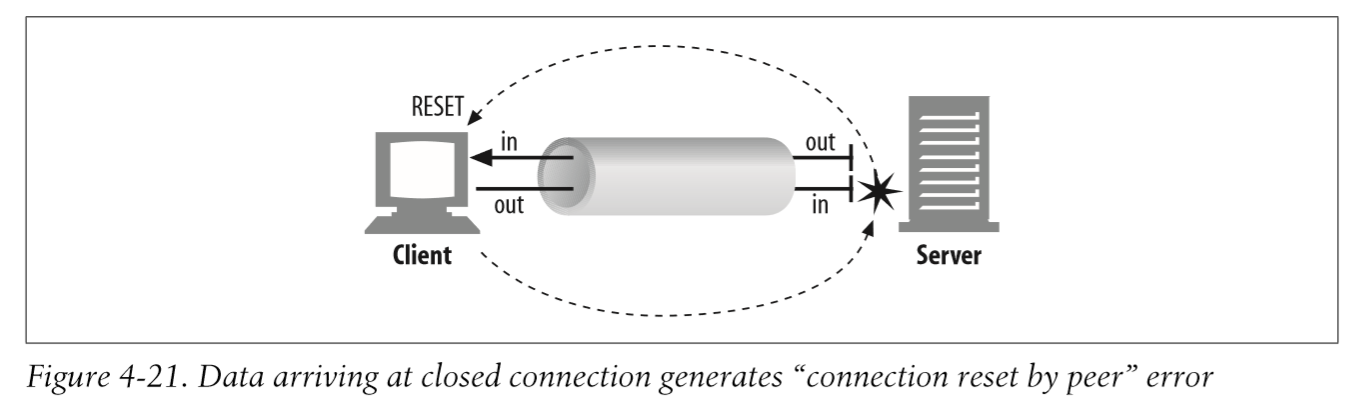 RESET
in
out
out
in
Client
Server
Figure 4-21. Data arriving at closed connection generates “connection reset by peer” error